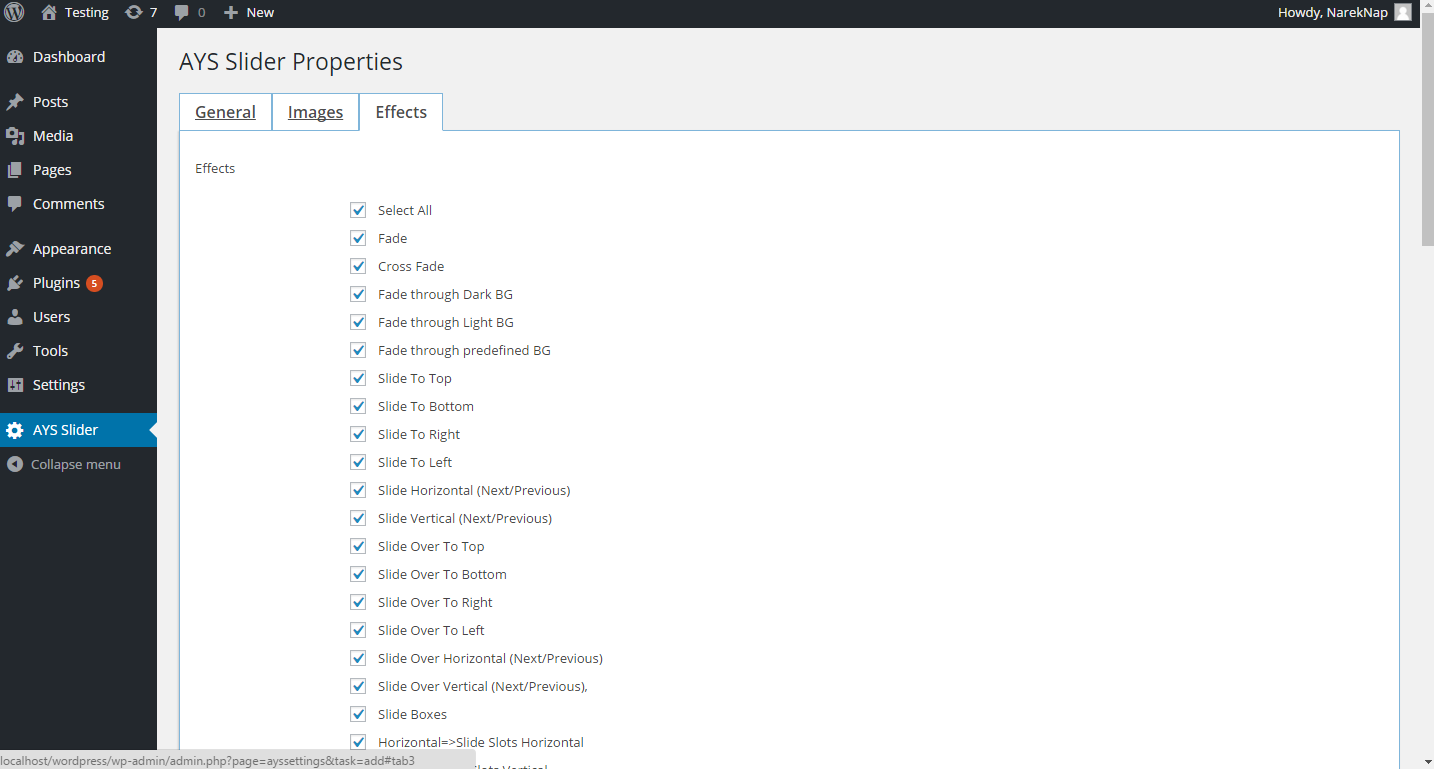 Testing 7 0 New Howdy, NarekNap
Dashboard
Posts
Media
Pages
Comments
Appearance
Plugins 5
Users
Tools
Settings
AYS Slider
Collapse menu
AYS Slider Properties
General Images Effects
Effects
Select All
Fade
Cross Fade
Fade through Dark BG
Fade through Light BG
Fade through predefined BG
Slide To Top
Slide To Bottom
Slide To Right
Slide To Left
Slide Horizontal (Next/Previous)
Slide Vertical (Next/Previous)
Slide Over To Top
Slide Over To Bottom
Slide Over To Right
Slide Over To Left
Slide Over Horizontal (Next/Previous)
Slide Over Vertical (Next/Previous),
Slide Boxes
Horizontal=>Slide Slots Horizontal
localhost/wordpress/wp-admin/admin.php?page=ayssettings&task=add#tab3